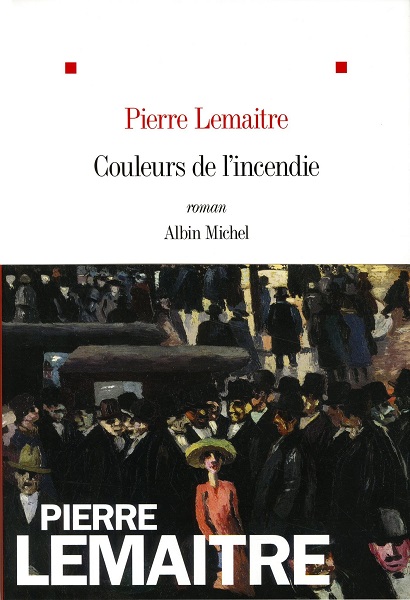 Pierre Lemaitre
Couleurs de l'incendie
roman
Albin Michel
PIERRE
LEMAITRE